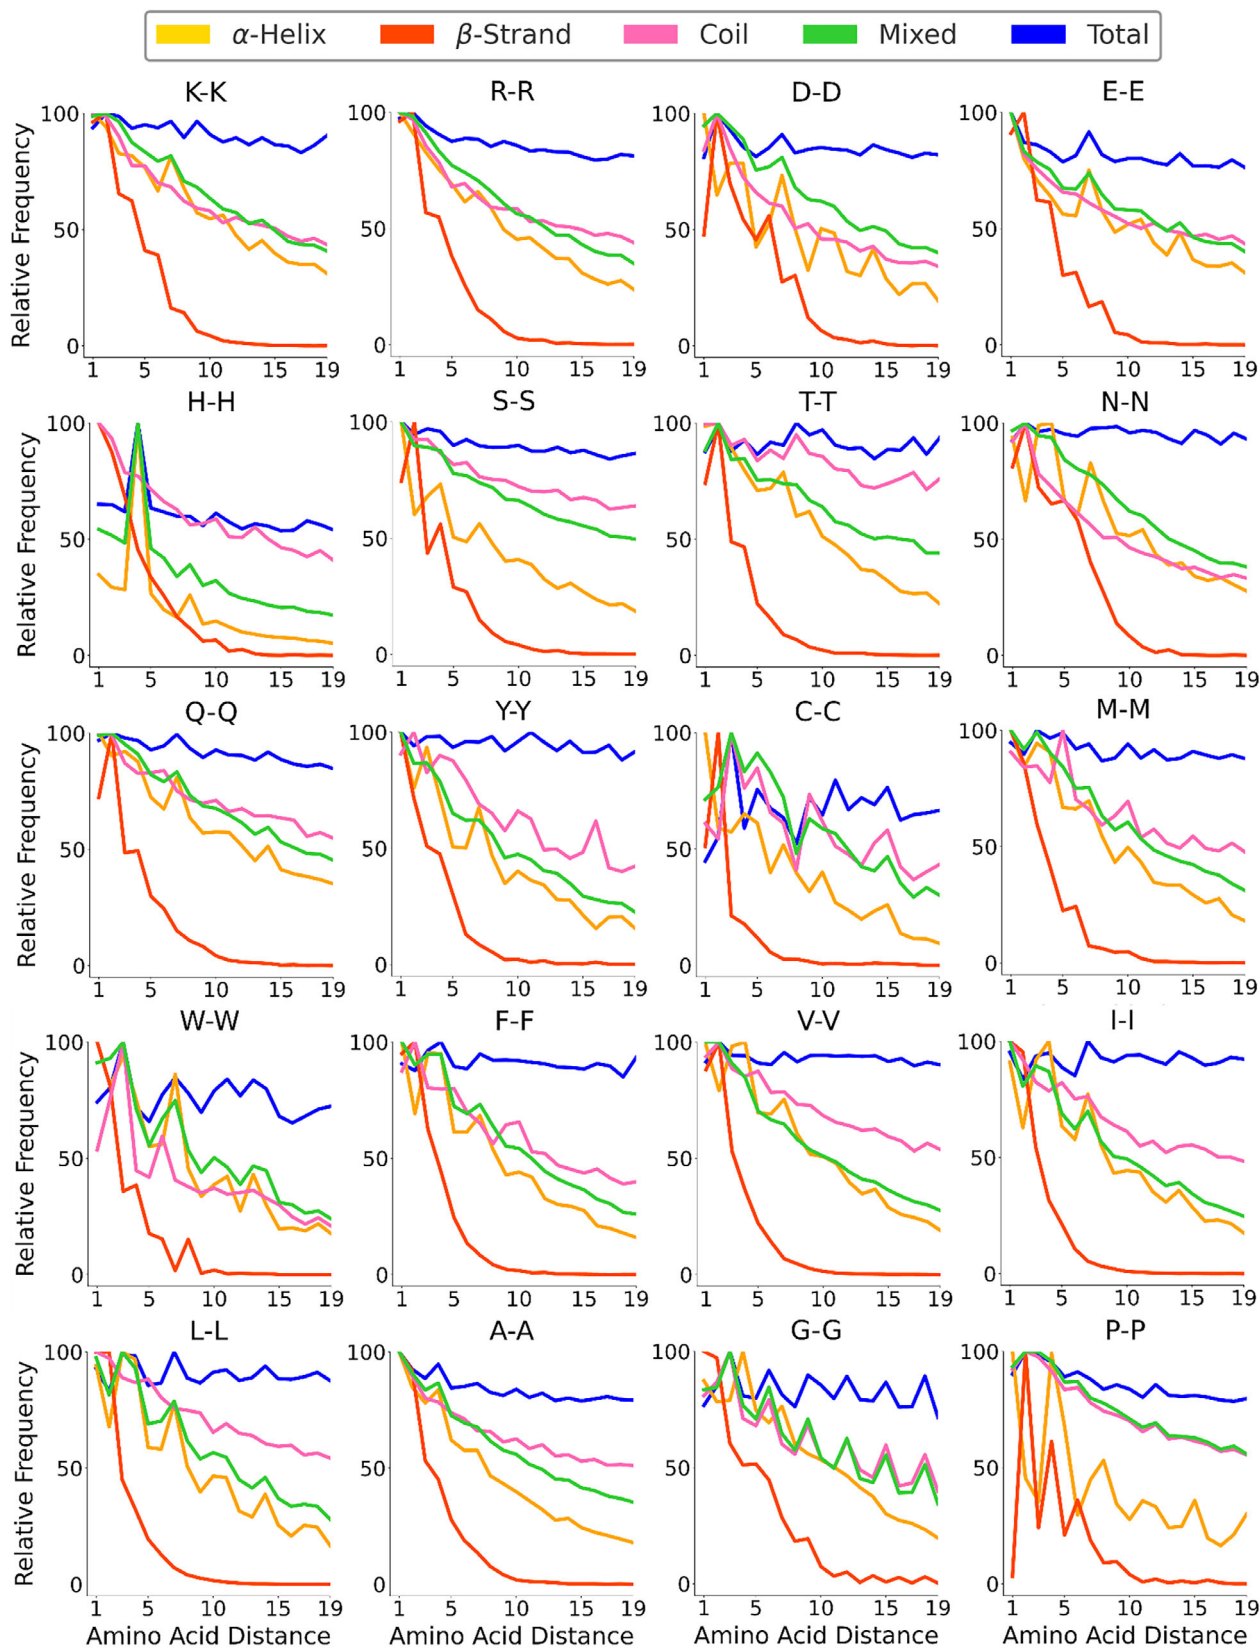 α-Helix β-Strand Coil Mixed Total
K-K R-R D-D E-E
Relative Frequency
100 50 0 100 50 0 100 50 0 100 50 0
1 5 10 15 19 1 5 10 15 19 1 5 10 15 19 1 5 10 15 19
H-H S-S T-T N-N
Relative Frequency
100 50 0 100 50 0 100 50 0 100 50 0
1 5 10 15 19 1 5 10 15 19 1 5 10 15 19 1 5 10 15 19
Q-Q Y-Y C-C M-M
Relative Frequency
100 50 0 100 50 0 100 50 0 100 50 0
1 5 10 15 19 1 5 10 15 19 1 5 10 15 19 1 5 10 15 19
W-W F-F V-V I-I
Relative Frequency
100 50 0 100 50 0 100 50 0 100 50 0
1 5 10 15 19 1 5 10 15 19 1 5 10 15 19 1 5 10 15 19
L-L A-A G-G P-P
Relative Frequency
100 50 0 100 50 0 100 50 0 100 50 0
1 5 10 15 19 1 5 10 15 19 1 5 10 15 19 1 5 10 15 19
Amino Acid Distance Amino Acid Distance Amino Acid Distance Amino Acid Distance